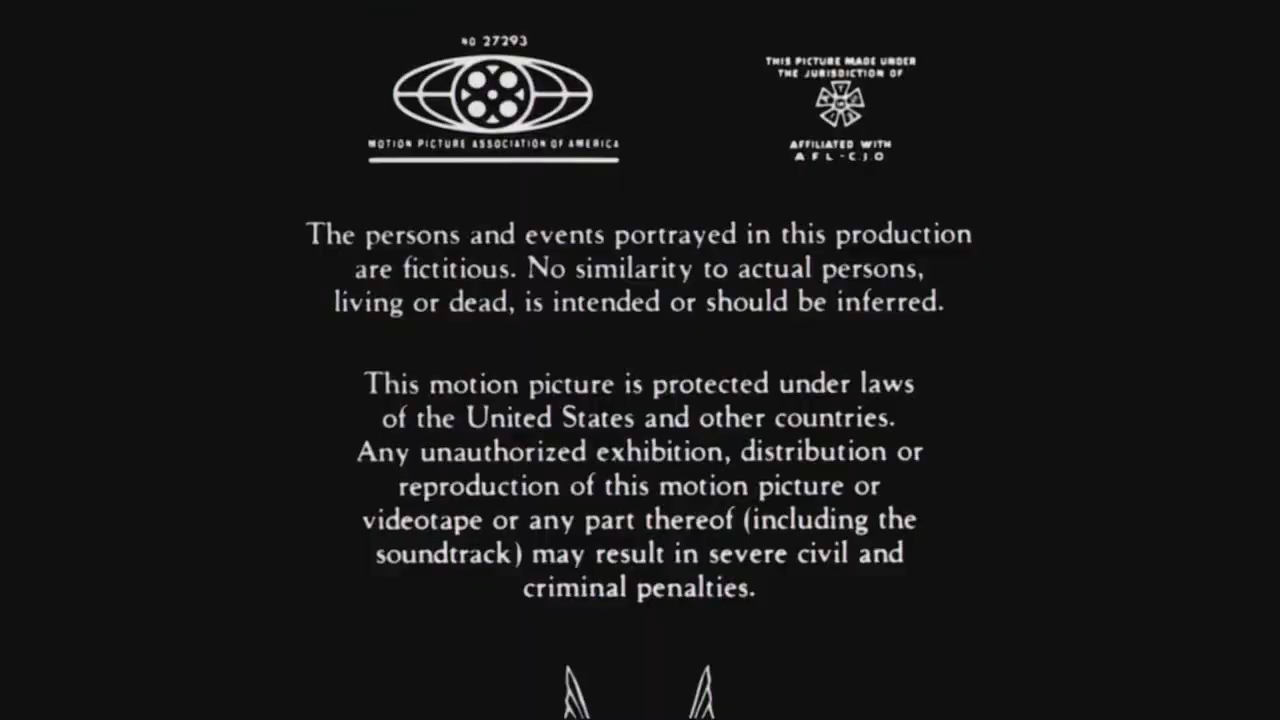 NO 27293
MOTION PICTURE ASSOCIATION OF AMERICA
THIS PICTURE MADE UNDER
THE JURISDICTION OF
AFFILIATED WITH
A.F.L.-C.I.O
The persons and events portrayed in this production
are fictitious. No similarity to actual persons,
living or dead, is intended or should be inferred.
This motion picture is protected under laws
of the United States and other countries.
Any unauthorized exhibition, distribution or
reproduction of this motion picture or
videotape or any part thereof (including the
soundtrack) may result in severe civil and
criminal penalties.